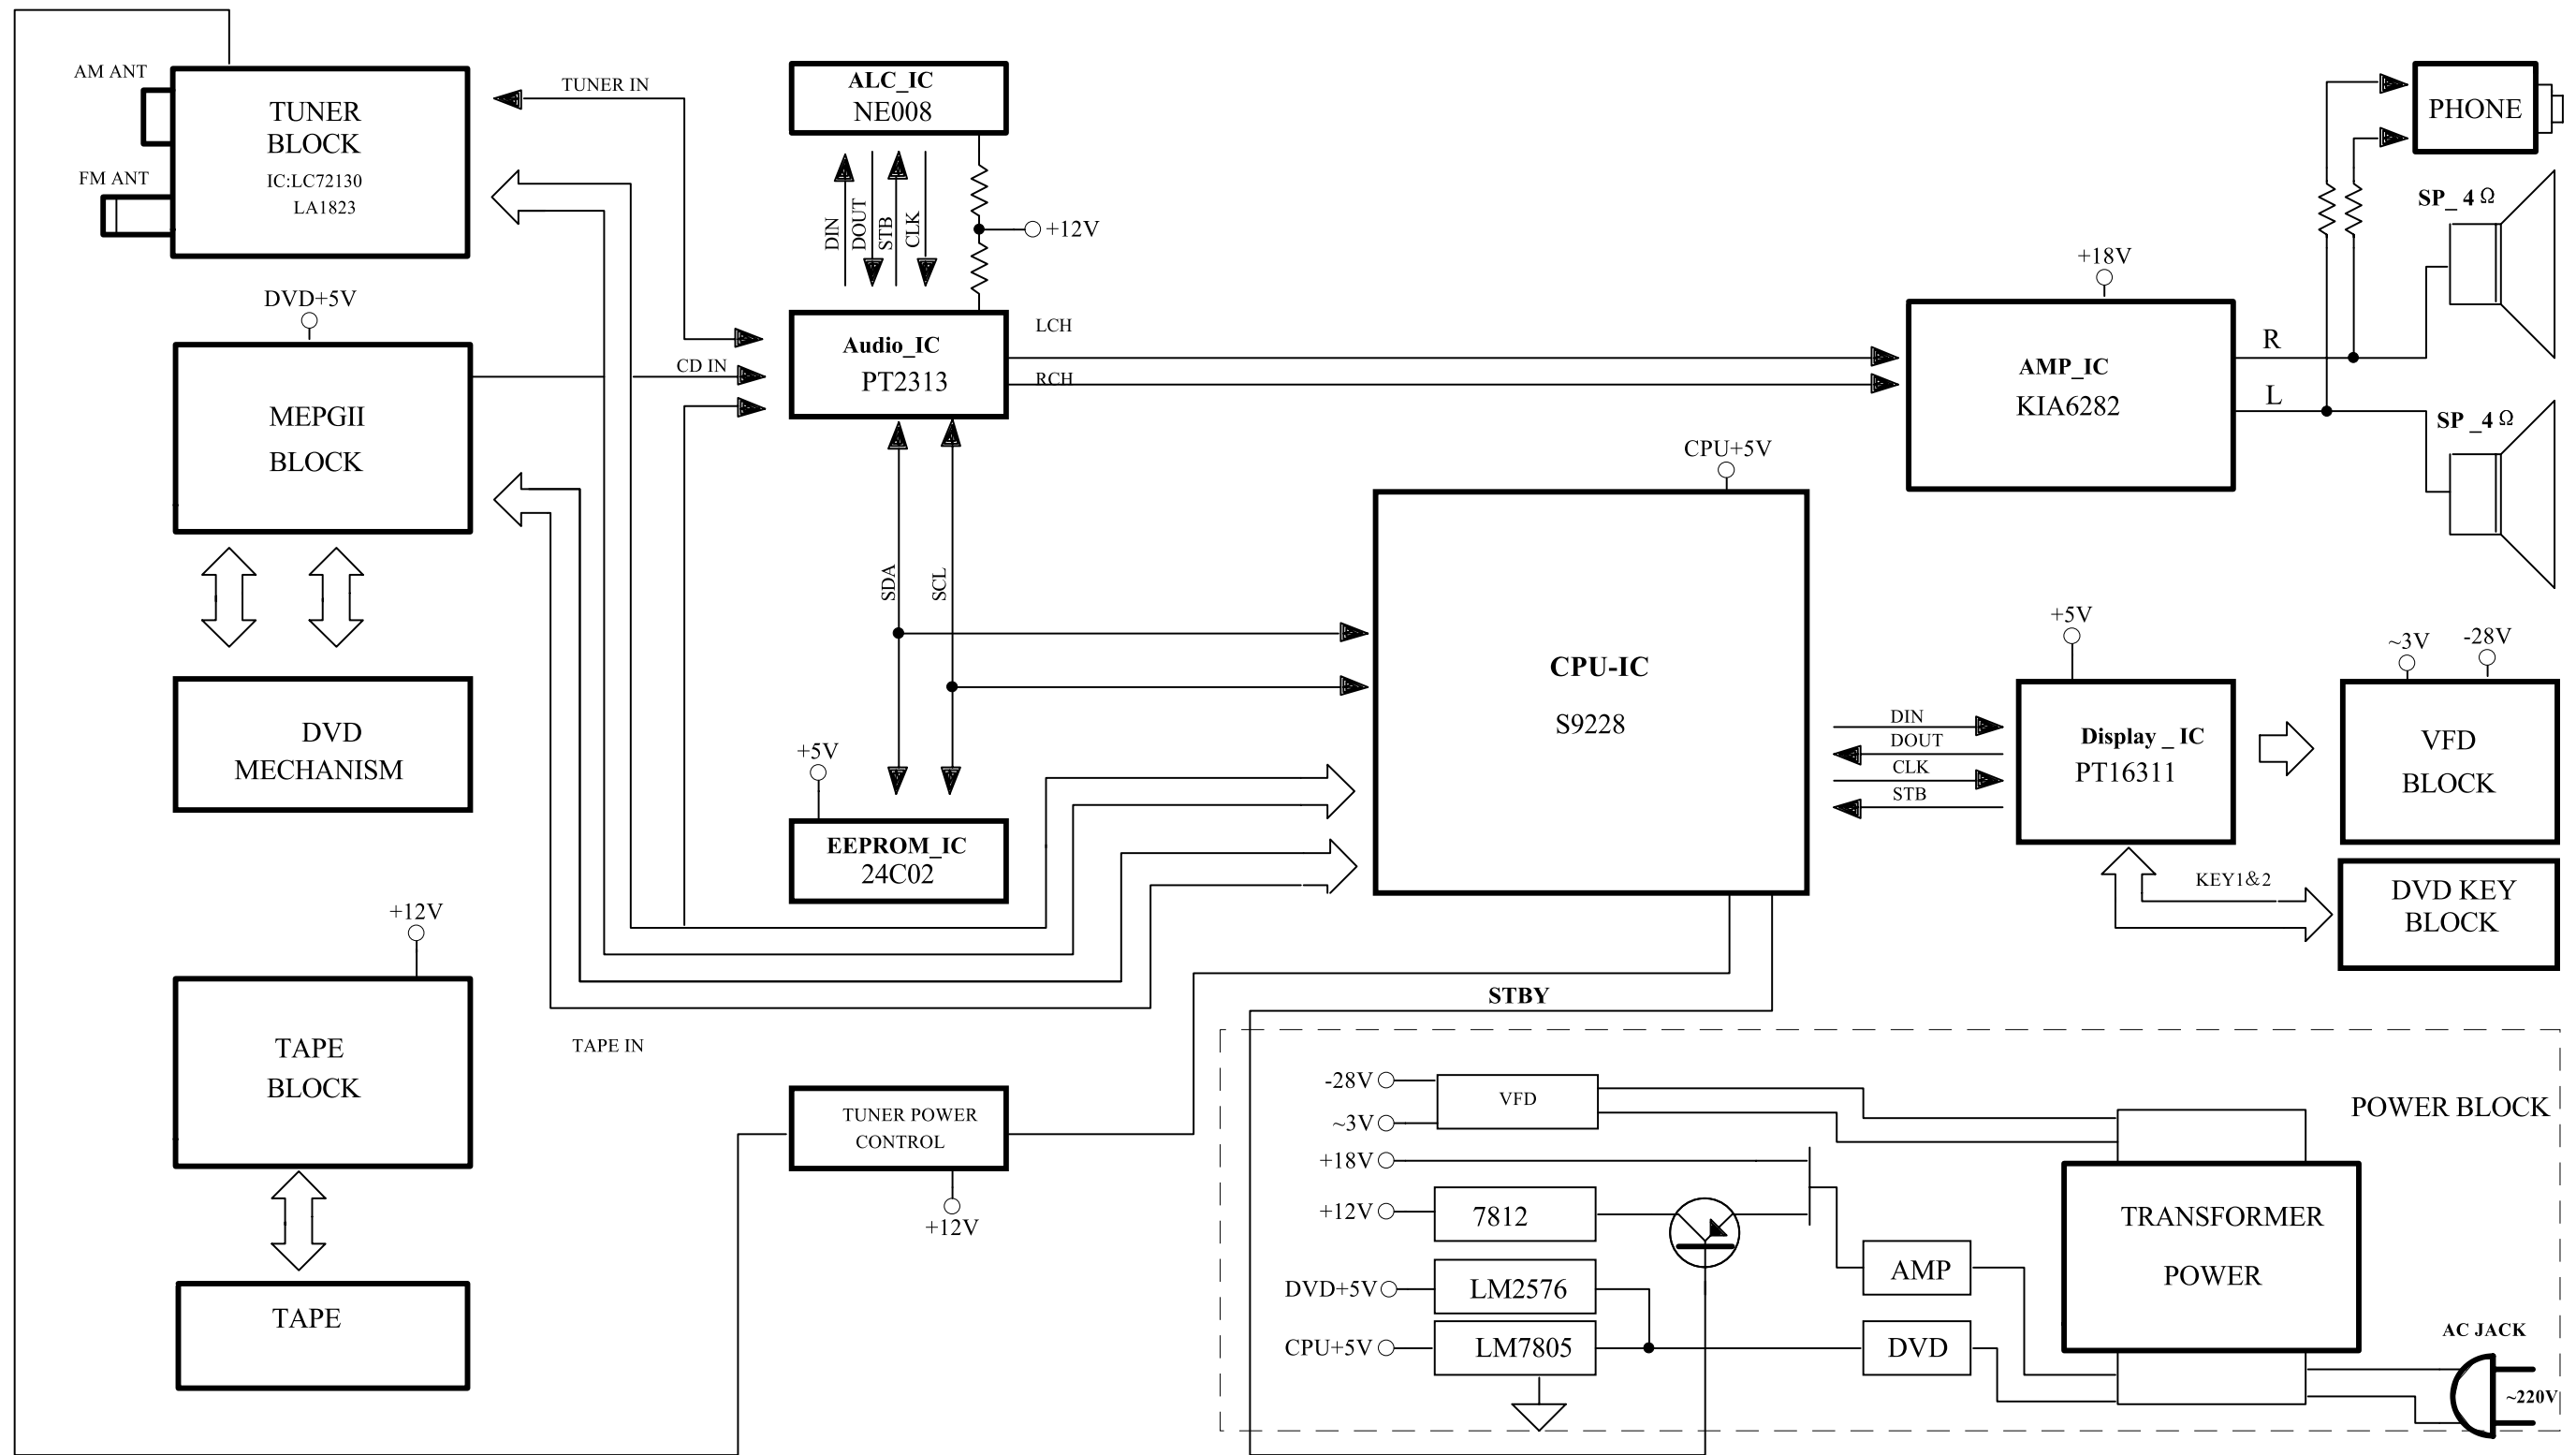 AM ANT
FM ANT
TUNER
BLOCK
IC:LC72130
LA1823
TUNER IN
ALC_IC
NE008
DIN
DOUT
STB
CLK
+12V
DVD+5V
MEPGII
BLOCK
CD IN
Audio_IC
PT2313
LCH
RCH
+18V
AMP_IC
KIA6282
R
L
PHONE
SP_ 4 Ω
SP _4 Ω
DVD
MECHANISM
SDA
SCL
+5V
EEPROM_IC
24C02
CPU+5V
CPU-IC
S9228
DIN
DOUT
CLK
STB
+5V
Display _ IC
PT16311
~3V
-28V
VFD
BLOCK
KEY1&2
DVD KEY
BLOCK
+12V
TAPE
BLOCK
TAPE IN
TAPE
TUNER POWER
CONTROL
+12V
STBY
POWER BLOCK
-28V
~3V
VFD
+18V
+12V
7812
DVD+5V
LM2576
CPU+5V
LM7805
AMP
DVD
TRANSFORMER
POWER
AC JACK
~220V